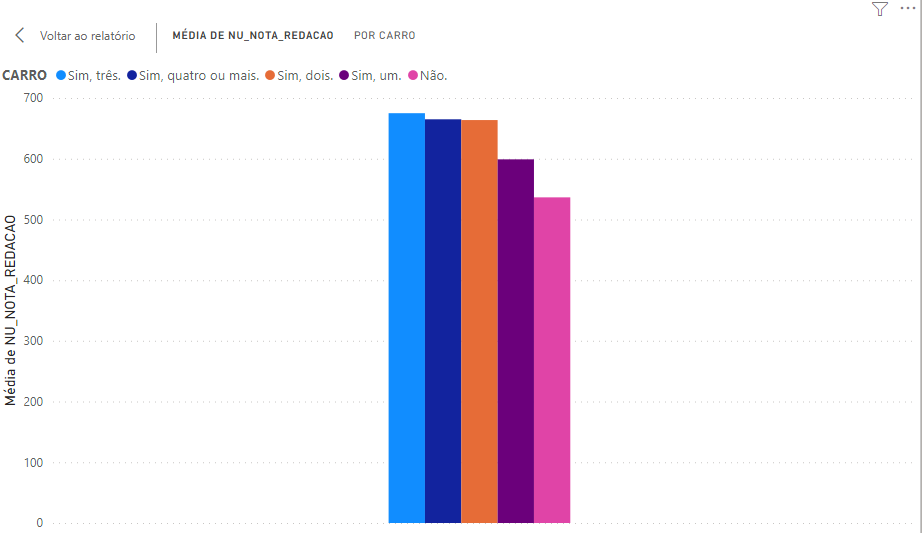 Voltar ao relatório
MÉDIA DE NU_NOTA_REDACAO
POR CARRO
CARRO Sim, três. Sim, quatro ou mais. Sim, dois. Sim, um. Não.
Média de NU_NOTA_REDACAO
700
600
500
400
300
200
100
0